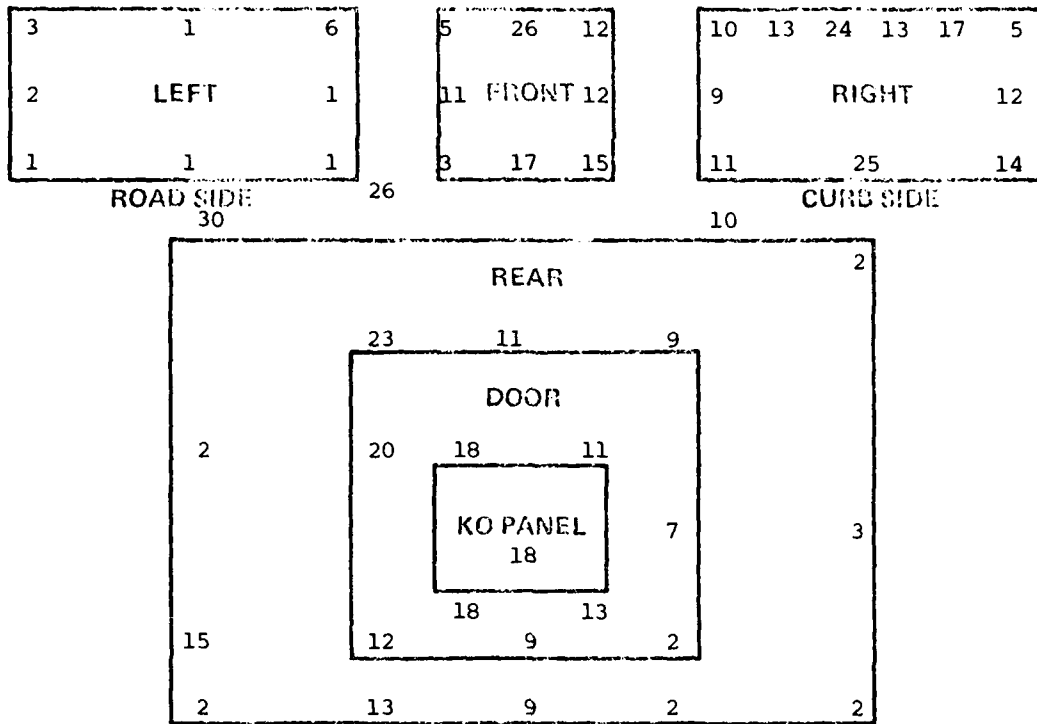 3 1 6 5 26 12 10 13 24 13 17 5
2 LEFT 1 11 FRONT 12 9 RIGHT 12
1 1 1 3 17 15 11 25 14
ROAD SIDE 26 CURB SIDE
30 10
2
REAR
23 11 9
DOOR
2 20 18 11
KO PANEL 7 3
18
18 13
15 12 9 2
2 13 9 2 2